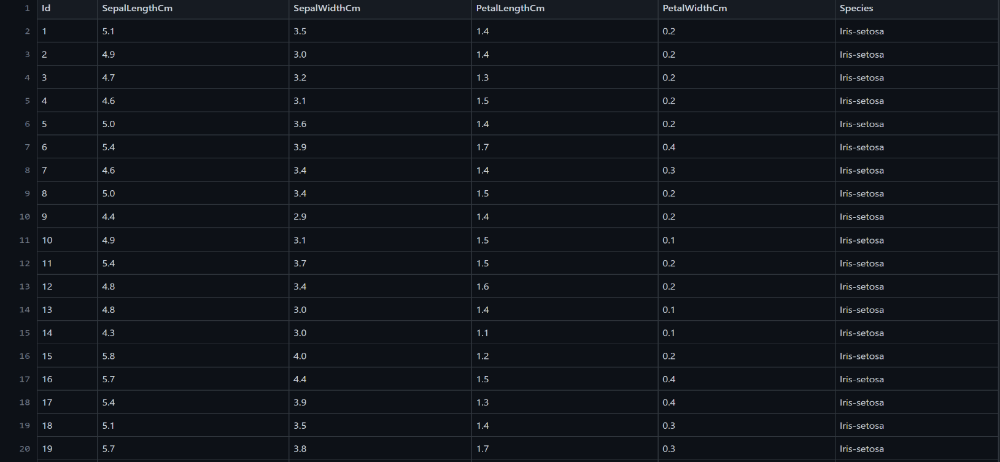 1 Id SepalLengthCm SepalWidthCm PetalLengthCm PetalWidthCm Species
2 1 5.1 3.5 1.4 0.2 Iris-setosa
3 2 4.9 3.0 1.4 0.2 Iris-setosa
4 3 4.7 3.2 1.3 0.2 Iris-setosa
5 4 4.6 3.1 1.5 0.2 Iris-setosa
6 5 5.0 3.6 1.4 0.2 Iris-setosa
7 6 5.4 3.9 1.7 0.4 Iris-setosa
8 7 4.6 3.4 1.4 0.3 Iris-setosa
9 8 5.0 3.4 1.5 0.2 Iris-setosa
10 9 4.4 2.9 1.4 0.2 Iris-setosa
11 10 4.9 3.1 1.5 0.1 Iris-setosa
12 11 5.4 3.7 1.5 0.2 Iris-setosa
13 12 4.8 3.4 1.6 0.2 Iris-setosa
14 13 4.8 3.0 1.4 0.1 Iris-setosa
15 14 4.3 3.0 1.1 0.1 Iris-setosa
16 15 5.8 4.0 1.2 0.2 Iris-setosa
17 16 5.7 4.4 1.5 0.4 Iris-setosa
18 17 5.4 3.9 1.3 0.4 Iris-setosa
19 18 5.1 3.5 1.4 0.3 Iris-setosa
20 19 5.7 3.8 1.7 0.3 Iris-setosa